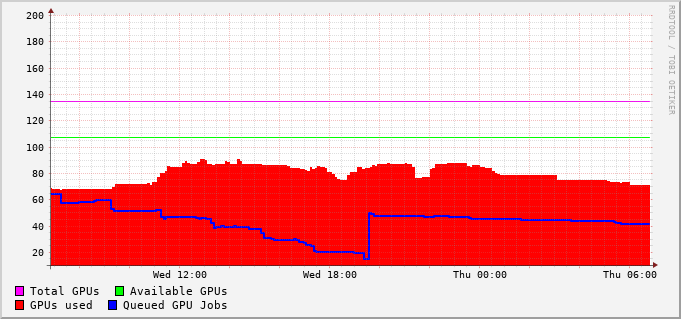 200
180
160
140
120
100
80
60
40
20
Wed 12:00 Wed 18:00 Thu 00:00 Thu 06:00
Total GPUs Available GPUs
GPUs used Queued GPU Jobs
RRDTOOL / TOBI OETIKER